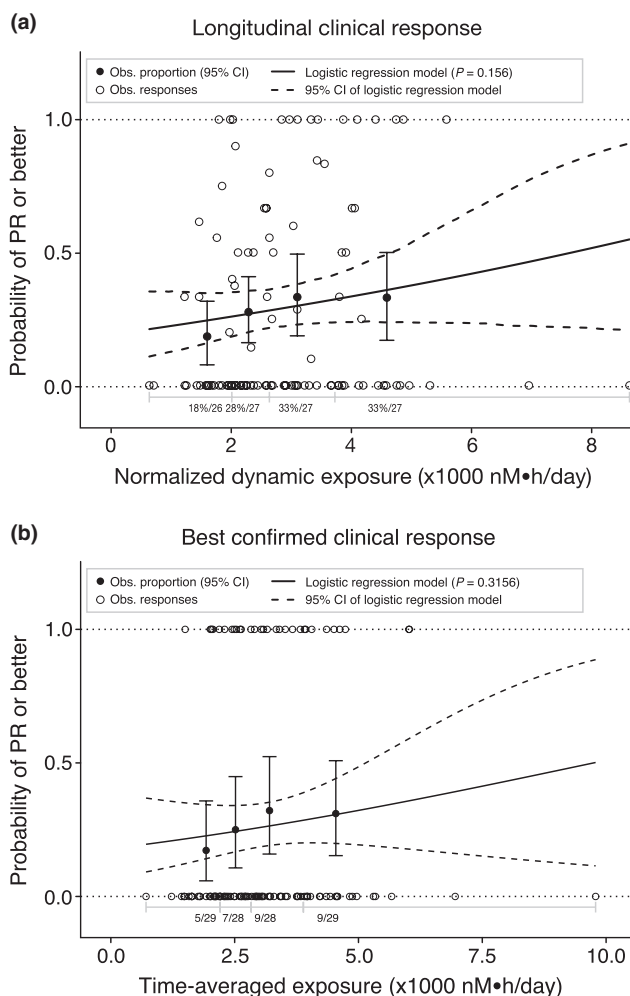 (a)
Longitudinal clinical response
Obs. proportion (95% CI)
Logistic regression model (P = 0.156)
Obs. responses
95% CI of logistic regression model
Probability of PR or better
1.0
0.5
0.0
18%/26 28%/27 33%/27 33%/27
0 2 4 6 8
Normalized dynamic exposure (x1000 nM•h/day)
(b)
Best confirmed clinical response
Obs. proportion (95% CI)
Logistic regression model (P = 0.3156)
Obs. responses
95% CI of logistic regression model
Probability of PR or better
1.0
0.5
0.0
5/29 7/28 9/28 9/29
0.0 2.5 5.0 7.5 10.0
Time-averaged exposure (x1000 nM•h/day)